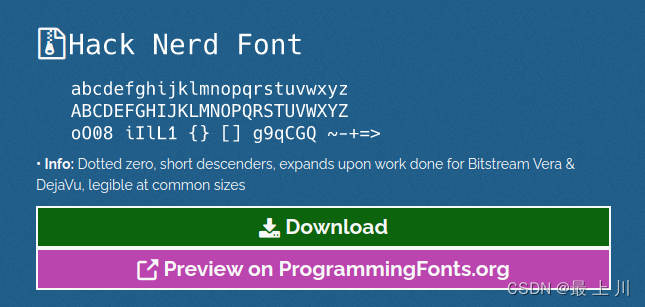 Hack Nerd Font
abcdefghijklmnopqrstuvwxyz
ABCDEFGHIJKLMNOPQRSTUVWXYZ
oO08 iIlL1 {} [] g9qCGQ ~-+=>
• Info: Dotted zero, short descenders, expands upon work done for Bitstream Vera &
DejaVu, legible at common sizes
Download
Preview on ProgrammingFonts.org
CSDN @最 上 川